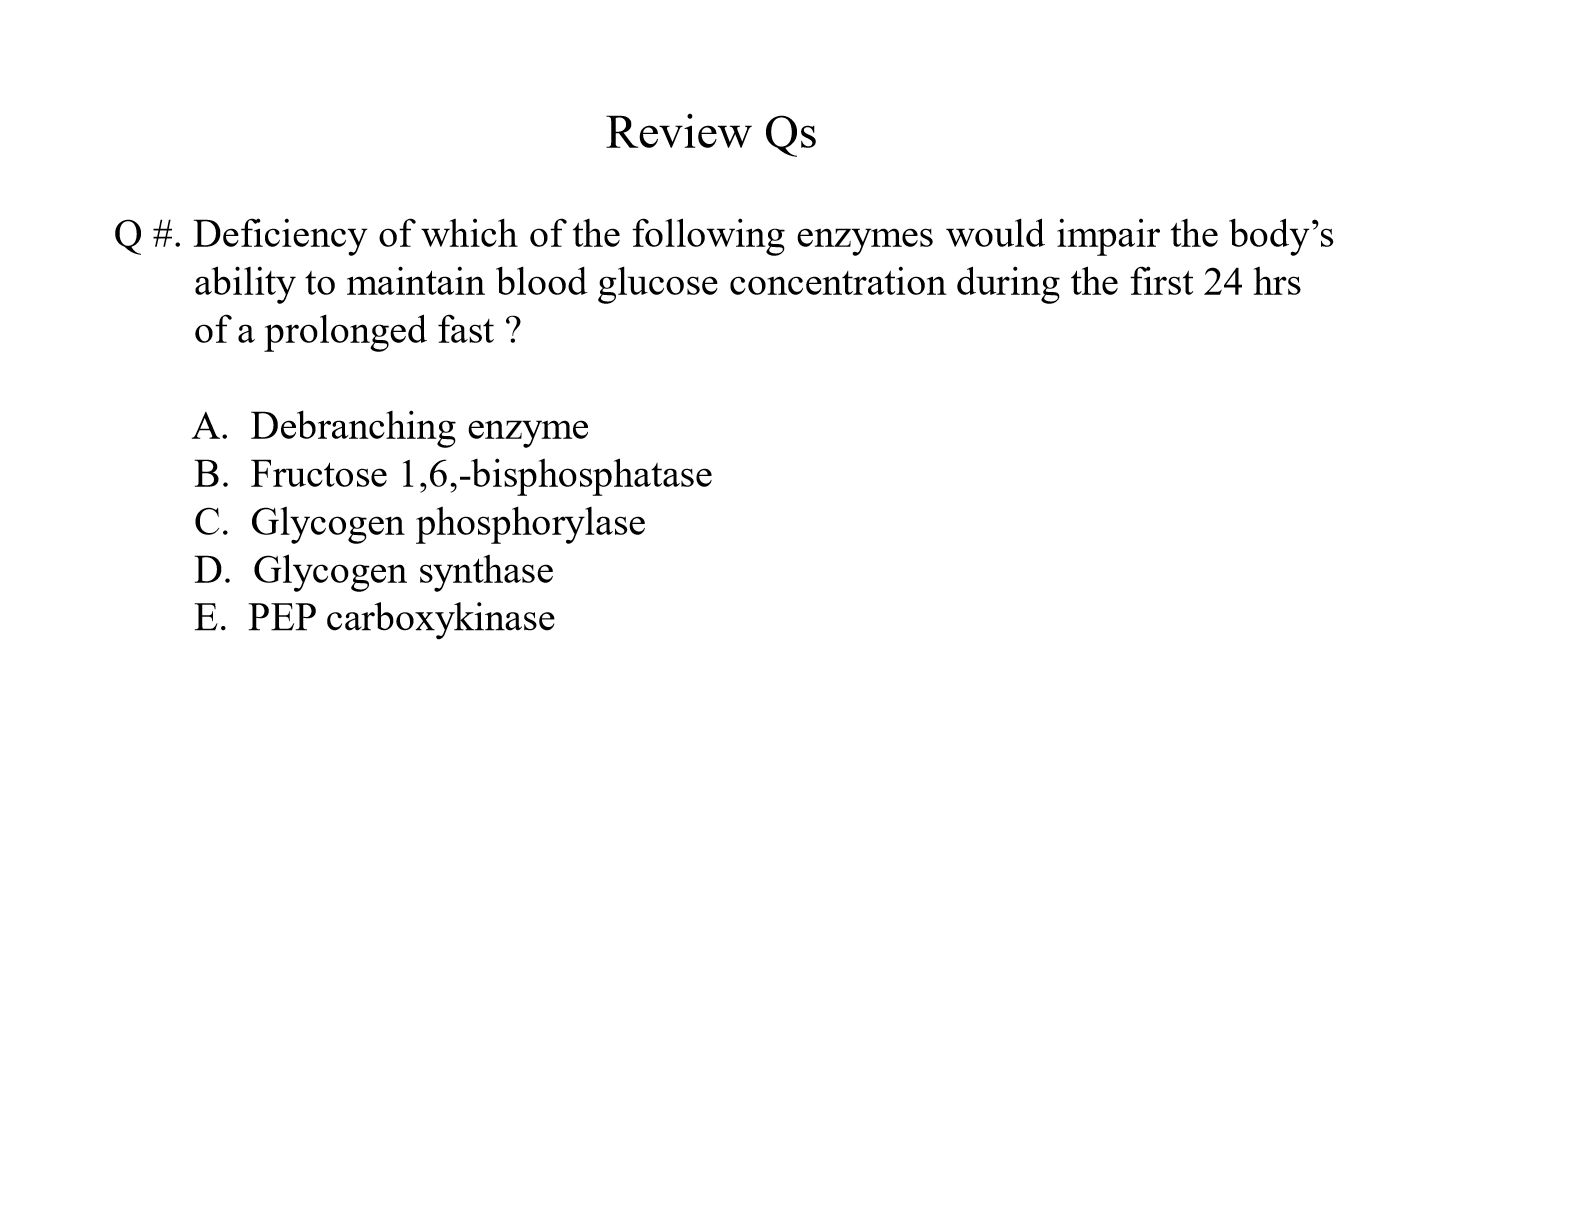 Review Qs
Q #. Deficiency of which of the following enzymes would impair the body’s
ability to maintain blood glucose concentration during the first 24 hrs
of a prolonged fast ?
A. Debranching enzyme
B. Fructose 1,6,-bisphosphatase
C. Glycogen phosphorylase
D. Glycogen synthase
E. PEP carboxykinase